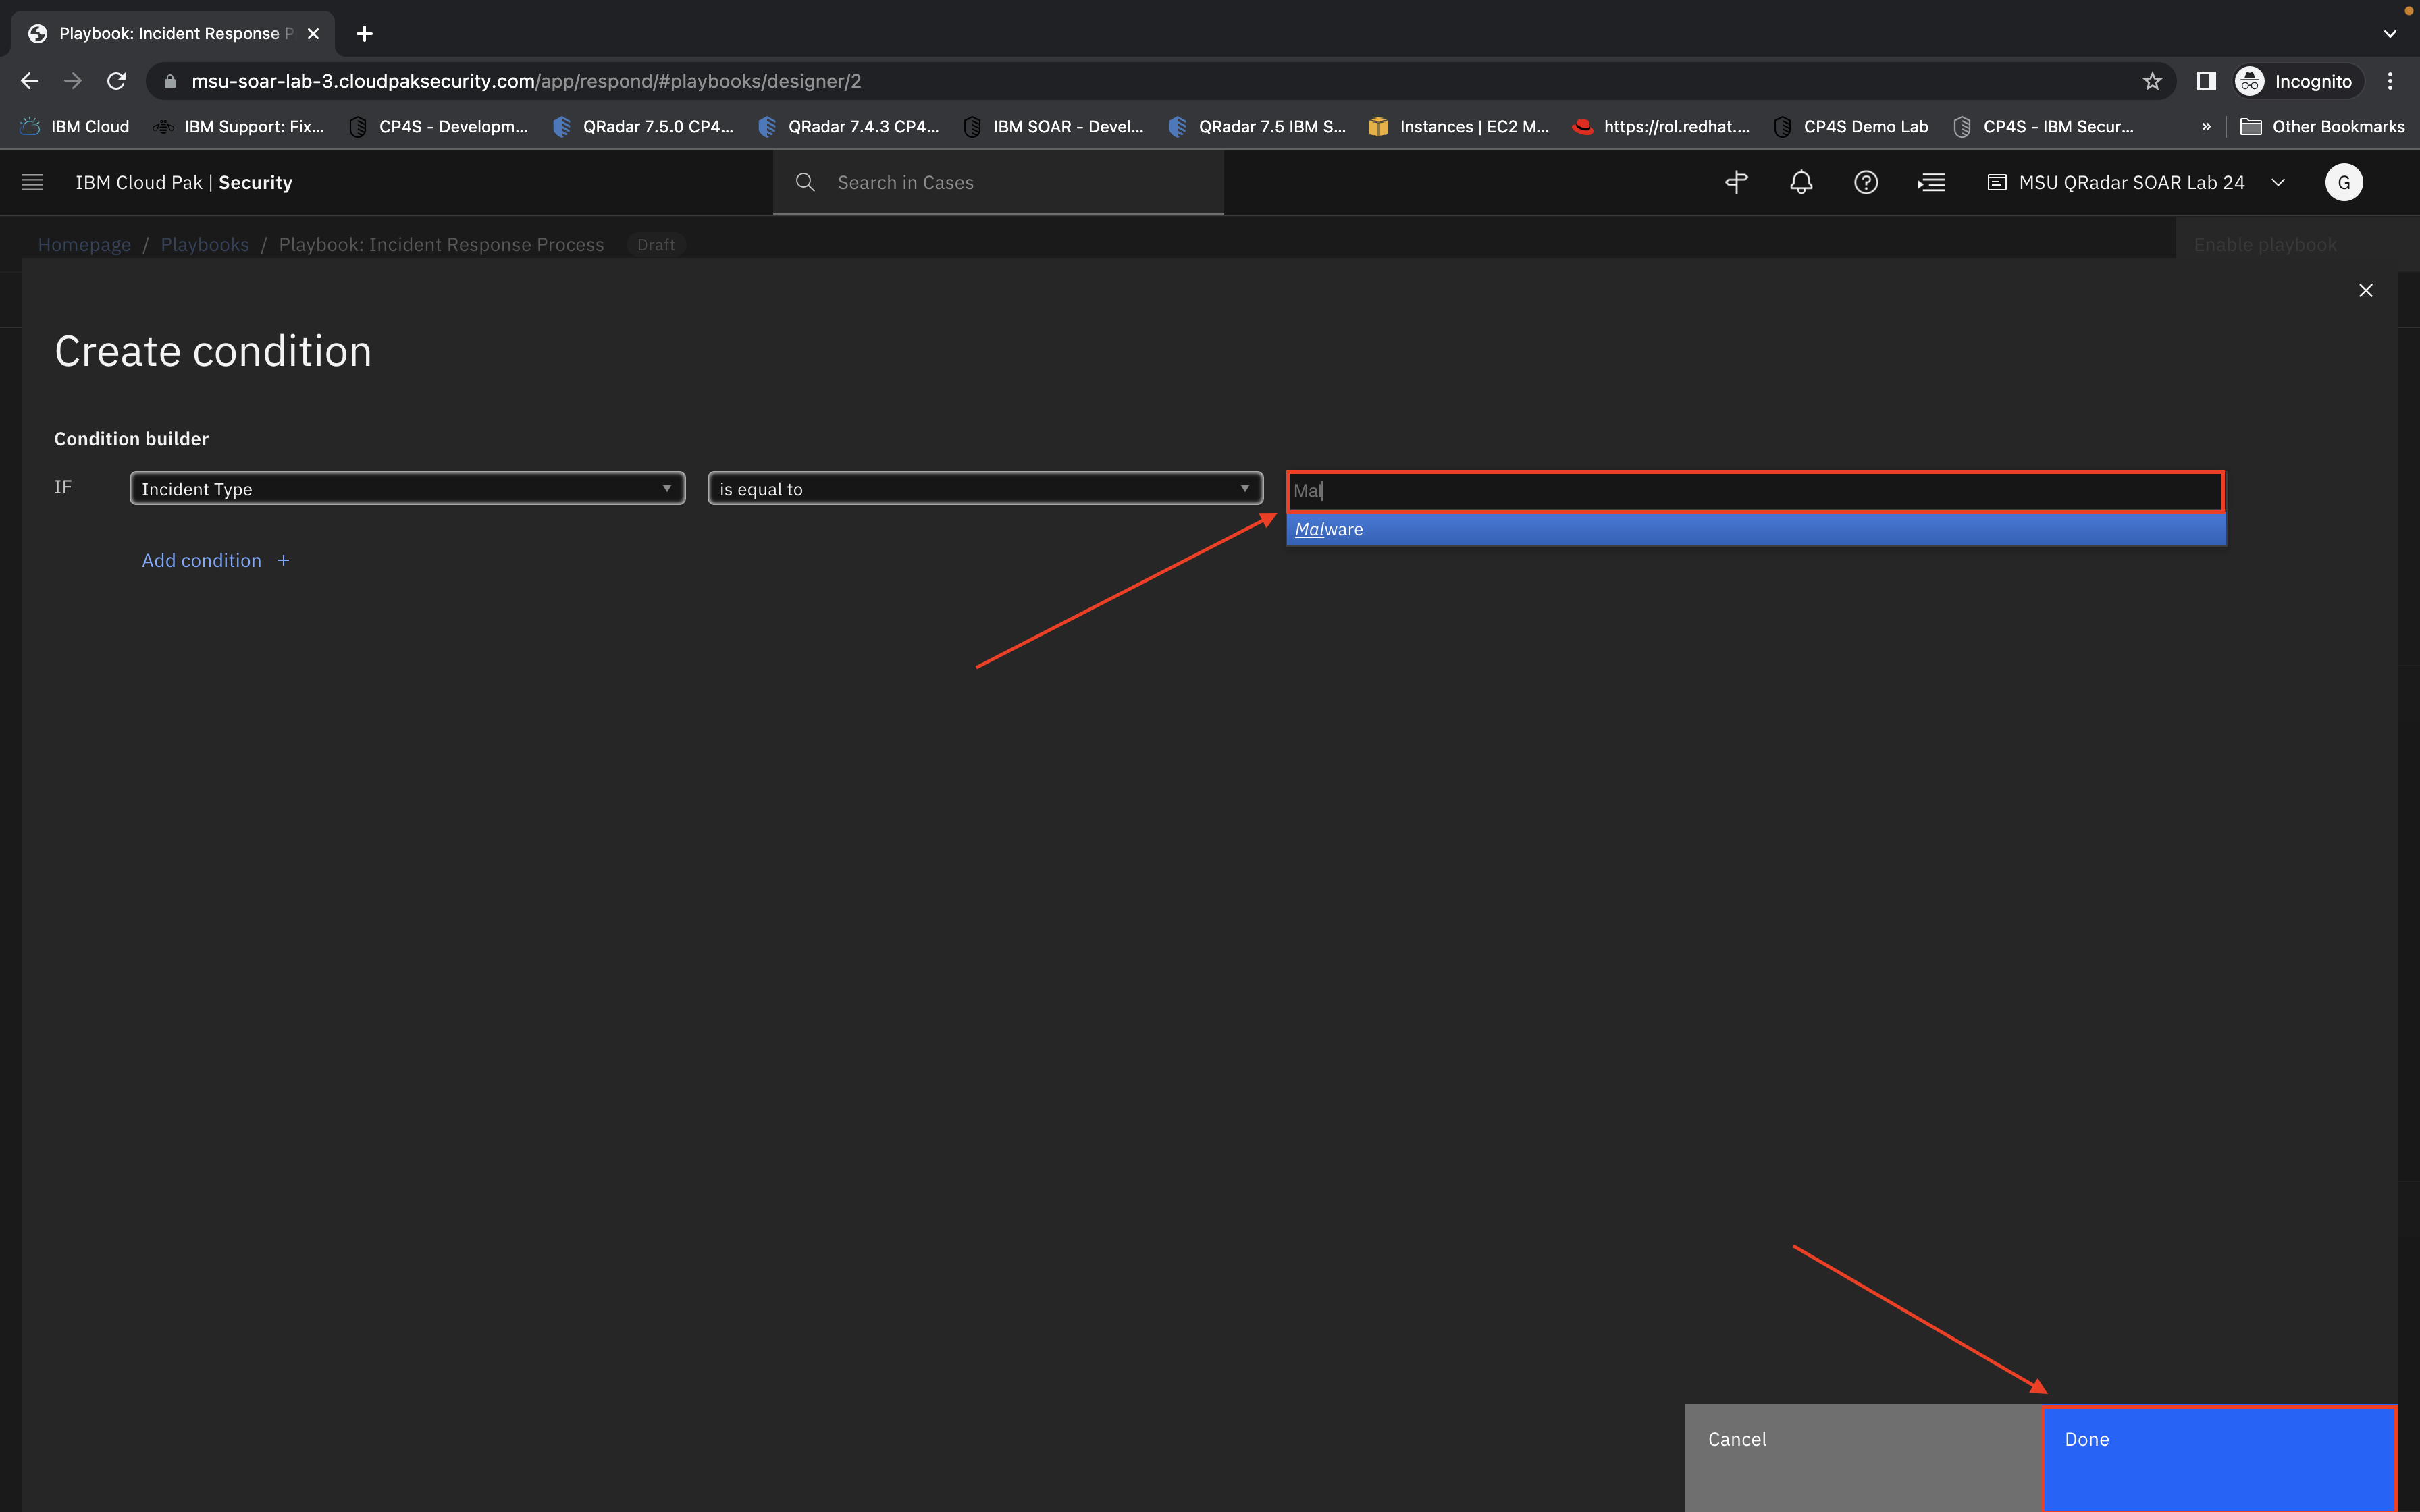 Playbook: Incident Response P
msu-soar-lab-3.cloudpaksecurity.com/app/respond/#playbooks/designer/2
Incognito
IBM Cloud
IBM Support: Fix...
CP4S - Developm...
QRadar 7.5.0 CP4...
QRadar 7.4.3 CP4...
IBM SOAR - Devel...
QRadar 7.5 IBM S...
Instances | EC2 M...
https://rol.redhat....
CP4S Demo Lab
CP4S - IBM Secur...
»
Other Bookmarks
IBM Cloud Pak | Security
Search in Cases
MSU QRadar SOAR Lab 24
G
Homepage / Playbooks / Playbook: Incident Response Process
Draft
Enable playbook
Create condition
Condition builder
IF
Incident Type
is equal to
Mal
Malware
Add condition +
Cancel
Done